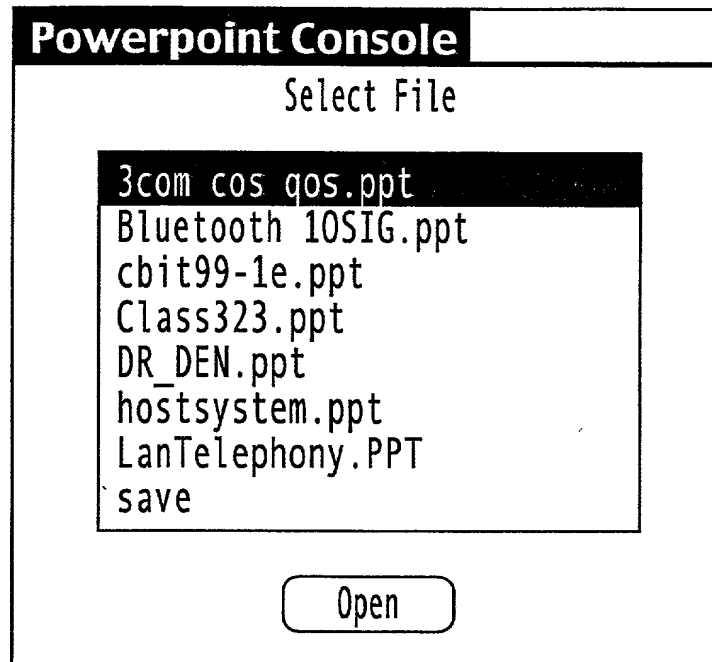 Powerpoint Console
Select File
3com cos qos.ppt
Bluetooth 10SIG.ppt
cbit99-1e.ppt
Class323.ppt
DR_DEN.ppt
hostsystem.ppt
LanTelephony.PPT
save
Open